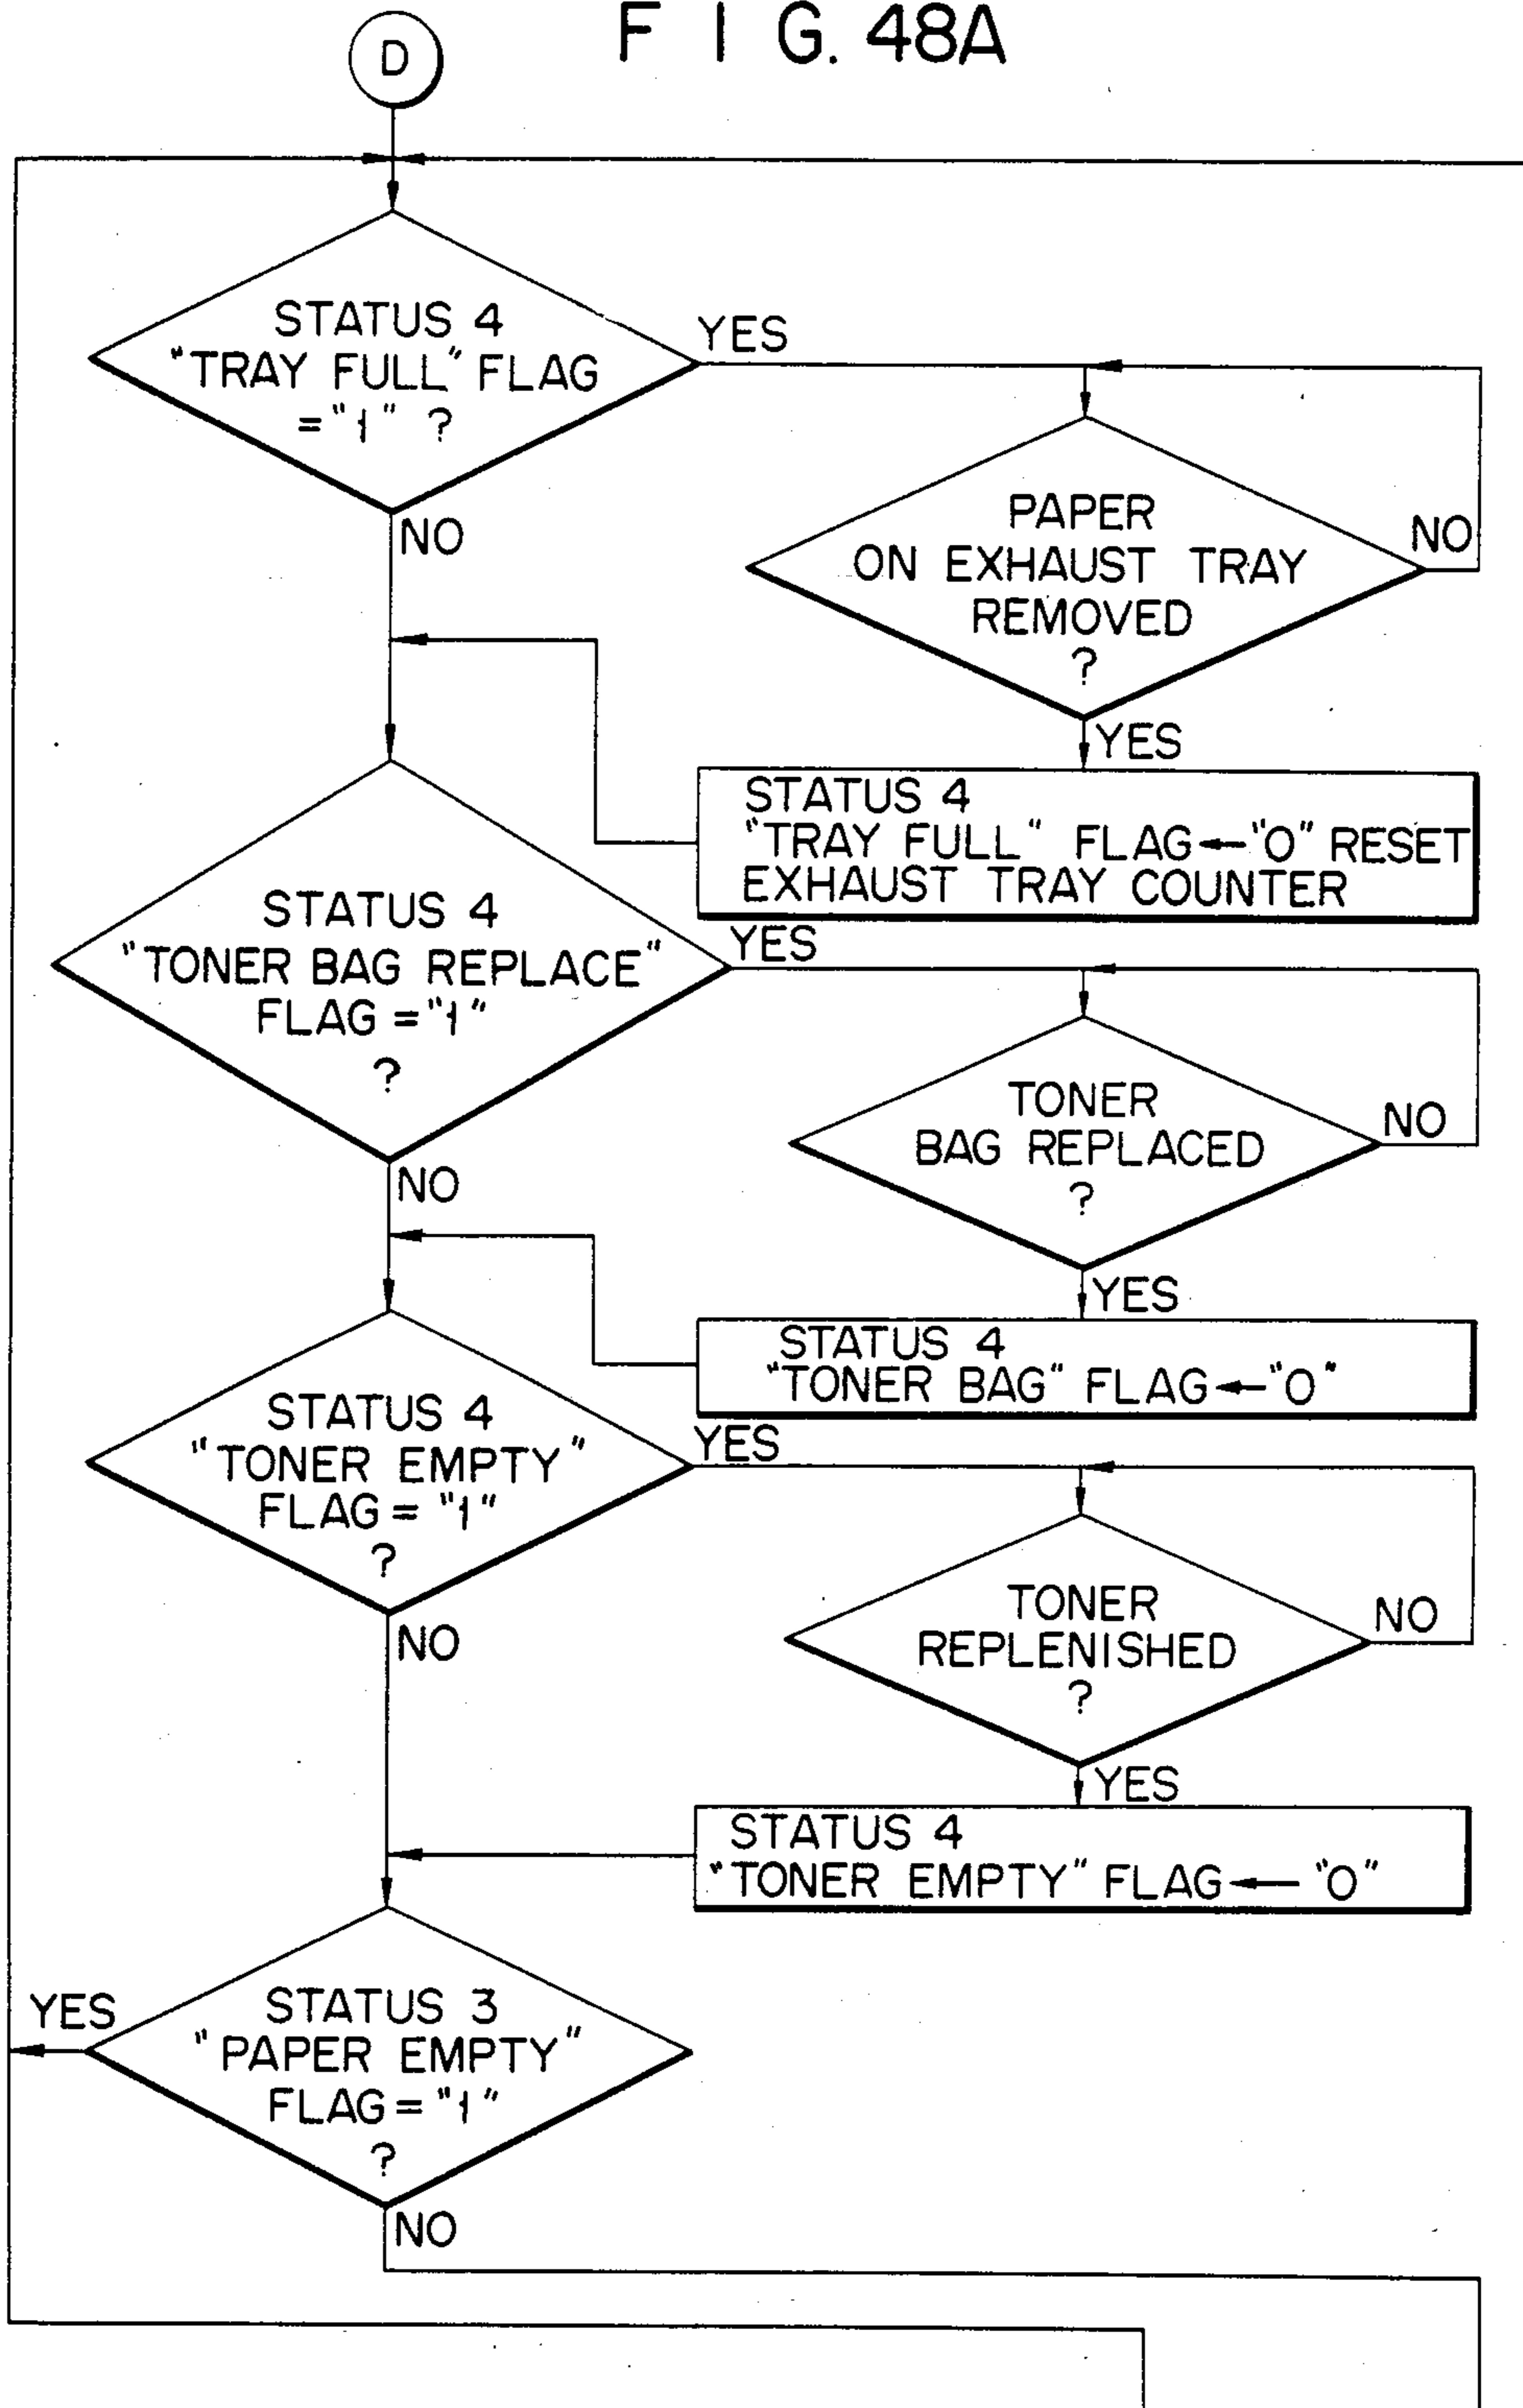 F I G. 48A
D
STATUS 4
"TRAY FULL" FLAG
="1" ?
YES
NO
PAPER
ON EXHAUST TRAY
REMOVED
?
NO
YES
STATUS 4
"TRAY FULL" FLAG←"0" RESET
EXHAUST TRAY COUNTER
STATUS 4
"TONER BAG REPLACE"
FLAG ="1"
?
YES
NO
TONER
BAG REPLACED
?
NO
YES
STATUS 4
"TONER BAG" FLAG←"0"
STATUS 4
"TONER EMPTY"
FLAG = "1"
?
YES
NO
TONER
REPLENISHED
?
NO
YES
STATUS 4
"TONER EMPTY" FLAG← "0"
STATUS 3
"PAPER EMPTY"
FLAG = "1"
?
YES
NO